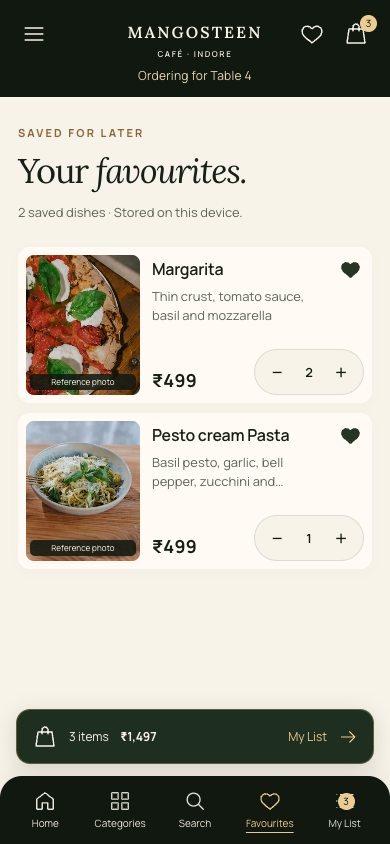 MANGOSTEEN
3
CAFÉ · INDORE
Ordering for Table 4
SAVED FOR LATER
Your favourites.
2 saved dishes · Stored on this device.
Margarita
Thin crust, tomato sauce,
basil and mozzarella
Reference photo
₹499
− 2 +
Pesto cream Pasta
Basil pesto, garlic, bell
pepper, zucchini and…
Reference photo
₹499
− 1 +
3 items ₹1,497 My List →
3
Home Categories Search Favourites My List